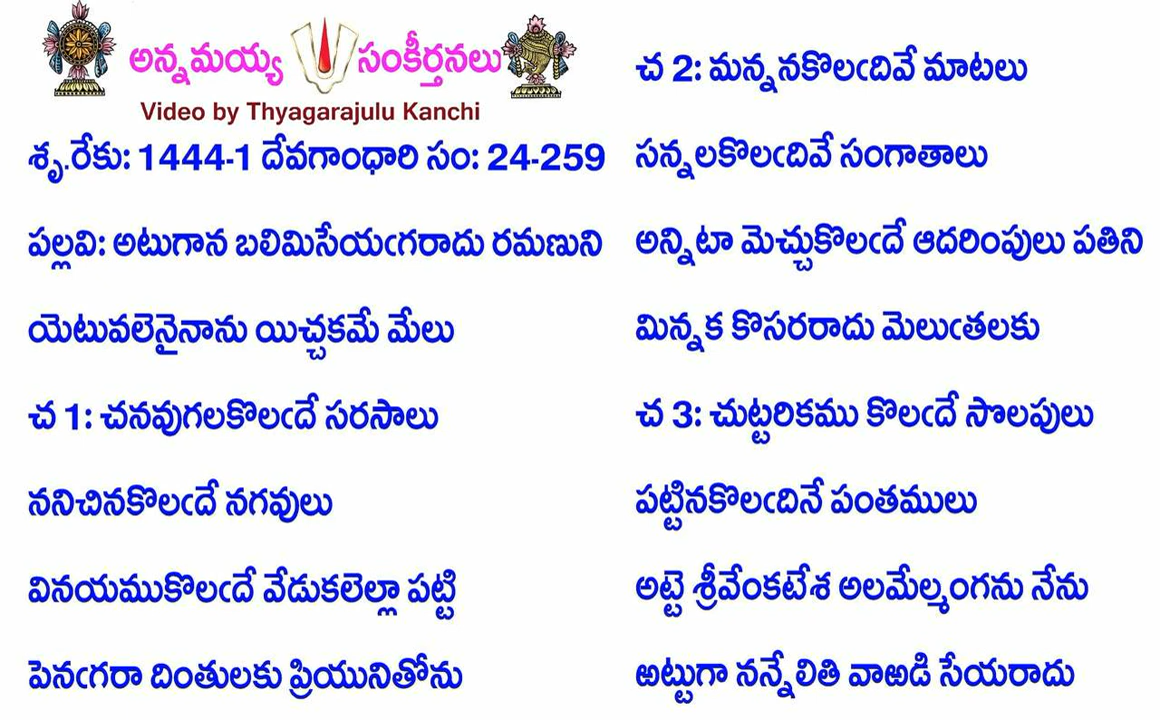 అన్నమయ్య సంకీర్తనలు
Video by Thyagarajulu Kanchi
శృ.రేకు: 1444-1 దేవగాంధారి సం: 24-259
పల్లవి: అటుగాన బలిమిసేయఁగరాదు రమణుని
యెటువలెనైనాను యిచ్చకమే మేలు
చ 1: చనవుగలకొలఁదే సరసాలు
ననిచినకొలఁదే నగవులు
వినయముకొలఁదే వేడుకలెల్లా పట్టి
పెనఁగరా దింతులకు ప్రియునితోను
చ 2: మన్ననకొలఁదివే మాటలు
సన్నలకొలఁదివే సంగాతాలు
అన్నిటా మెచ్చుకొలఁదే ఆదరింపులు పతిని
మిన్నక కొసరరాదు మెలుఁతలకు
చ 3: చుట్టరికము కొలఁదే సొలపులు
పట్టినకొలఁదినే పంతములు
అట్టె శ్రీవేంకటేశ అలమేల్మంగను నేను
ఱట్టుగా నన్నేలితి వాఱడి సేయరాదు